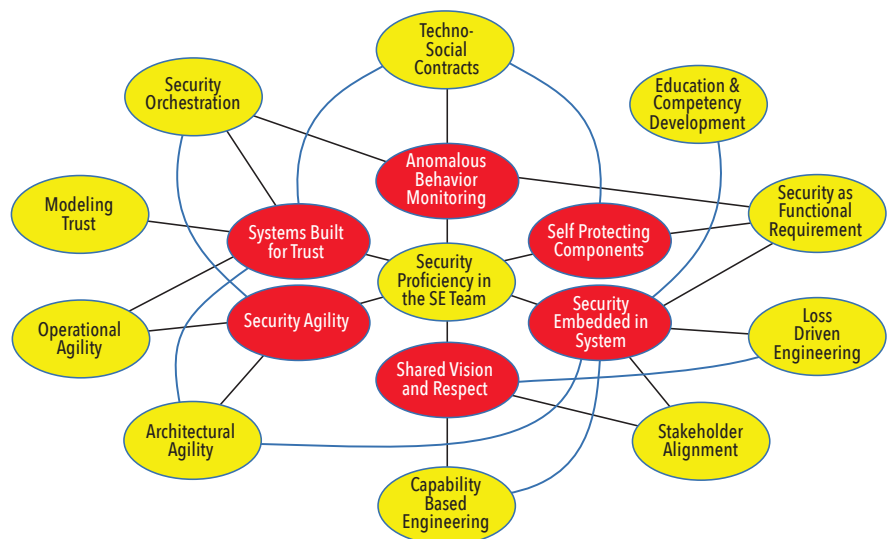 Techno-
Social
Contracts
Security
Orchestration
Education &
Competency
Development
Anomalous
Behavior
Monitoring
Modeling
Trust
Systems Built
for Trust
Self Protecting
Components
Security as
Functional
Requirement
Security
Proficiency in
the SE Team
Operational
Agility
Security Agility
Security
Embedded in
System
Loss
Driven
Engineering
Shared Vision
and Respect
Architectural
Agility
Stakeholder
Alignment
Capability
Based
Engineering